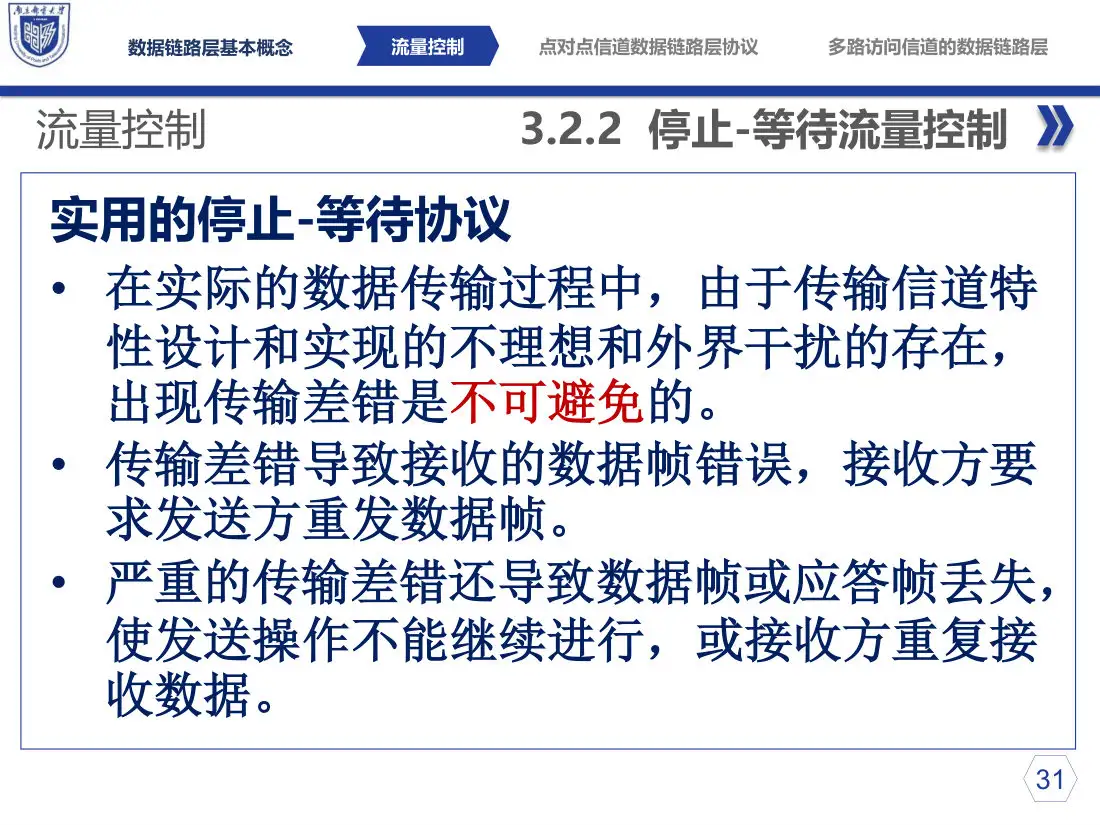 南京邮电大学
数据链路层基本概念
流量控制
点对点信道数据链路层协议
多路访问信道的数据链路层
流量控制
3.2.2 停止-等待流量控制
实用的停止-等待协议
• 在实际的数据传输过程中，由于传输信道特
性设计和实现的不理想和外界干扰的存在，
出现传输差错是不可避免的。
• 传输差错导致接收的数据帧错误，接收方要
求发送方重发数据帧。
• 严重的传输差错还导致数据帧或应答帧丢失，
使发送操作不能继续进行，或接收方重复接
收数据。
31